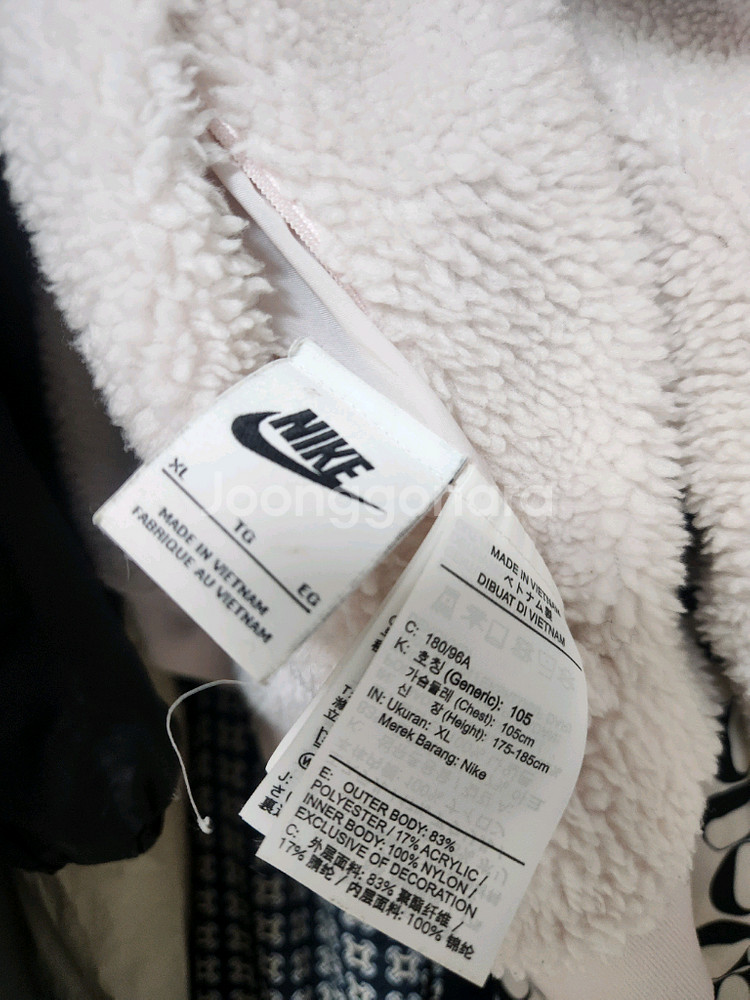 NIKE
XL
TG
EG
MADE IN VIETNAM
FABRIQUE AU VIETNAM
Joonggonara
MADE IN VIETNAM
ベトナム製
DIBUAT DI VIETNAM
C: 180/96A
K: 호칭 (Generic): 105
가슴둘레 (Chest): 105cm
신 장 (Height): 175-185cm
IN: Ukuran: XL
Merek Barang: Nike
E: OUTER BODY: 83%
POLYESTER / 17% ACRYLIC /
INNER BODY: 100% NYLON /
EXCLUSIVE OF DECORATION
C: 外层面料: 83% 聚酯纤维 /
17% 腈纶 / 内层面料: 100% 锦纶